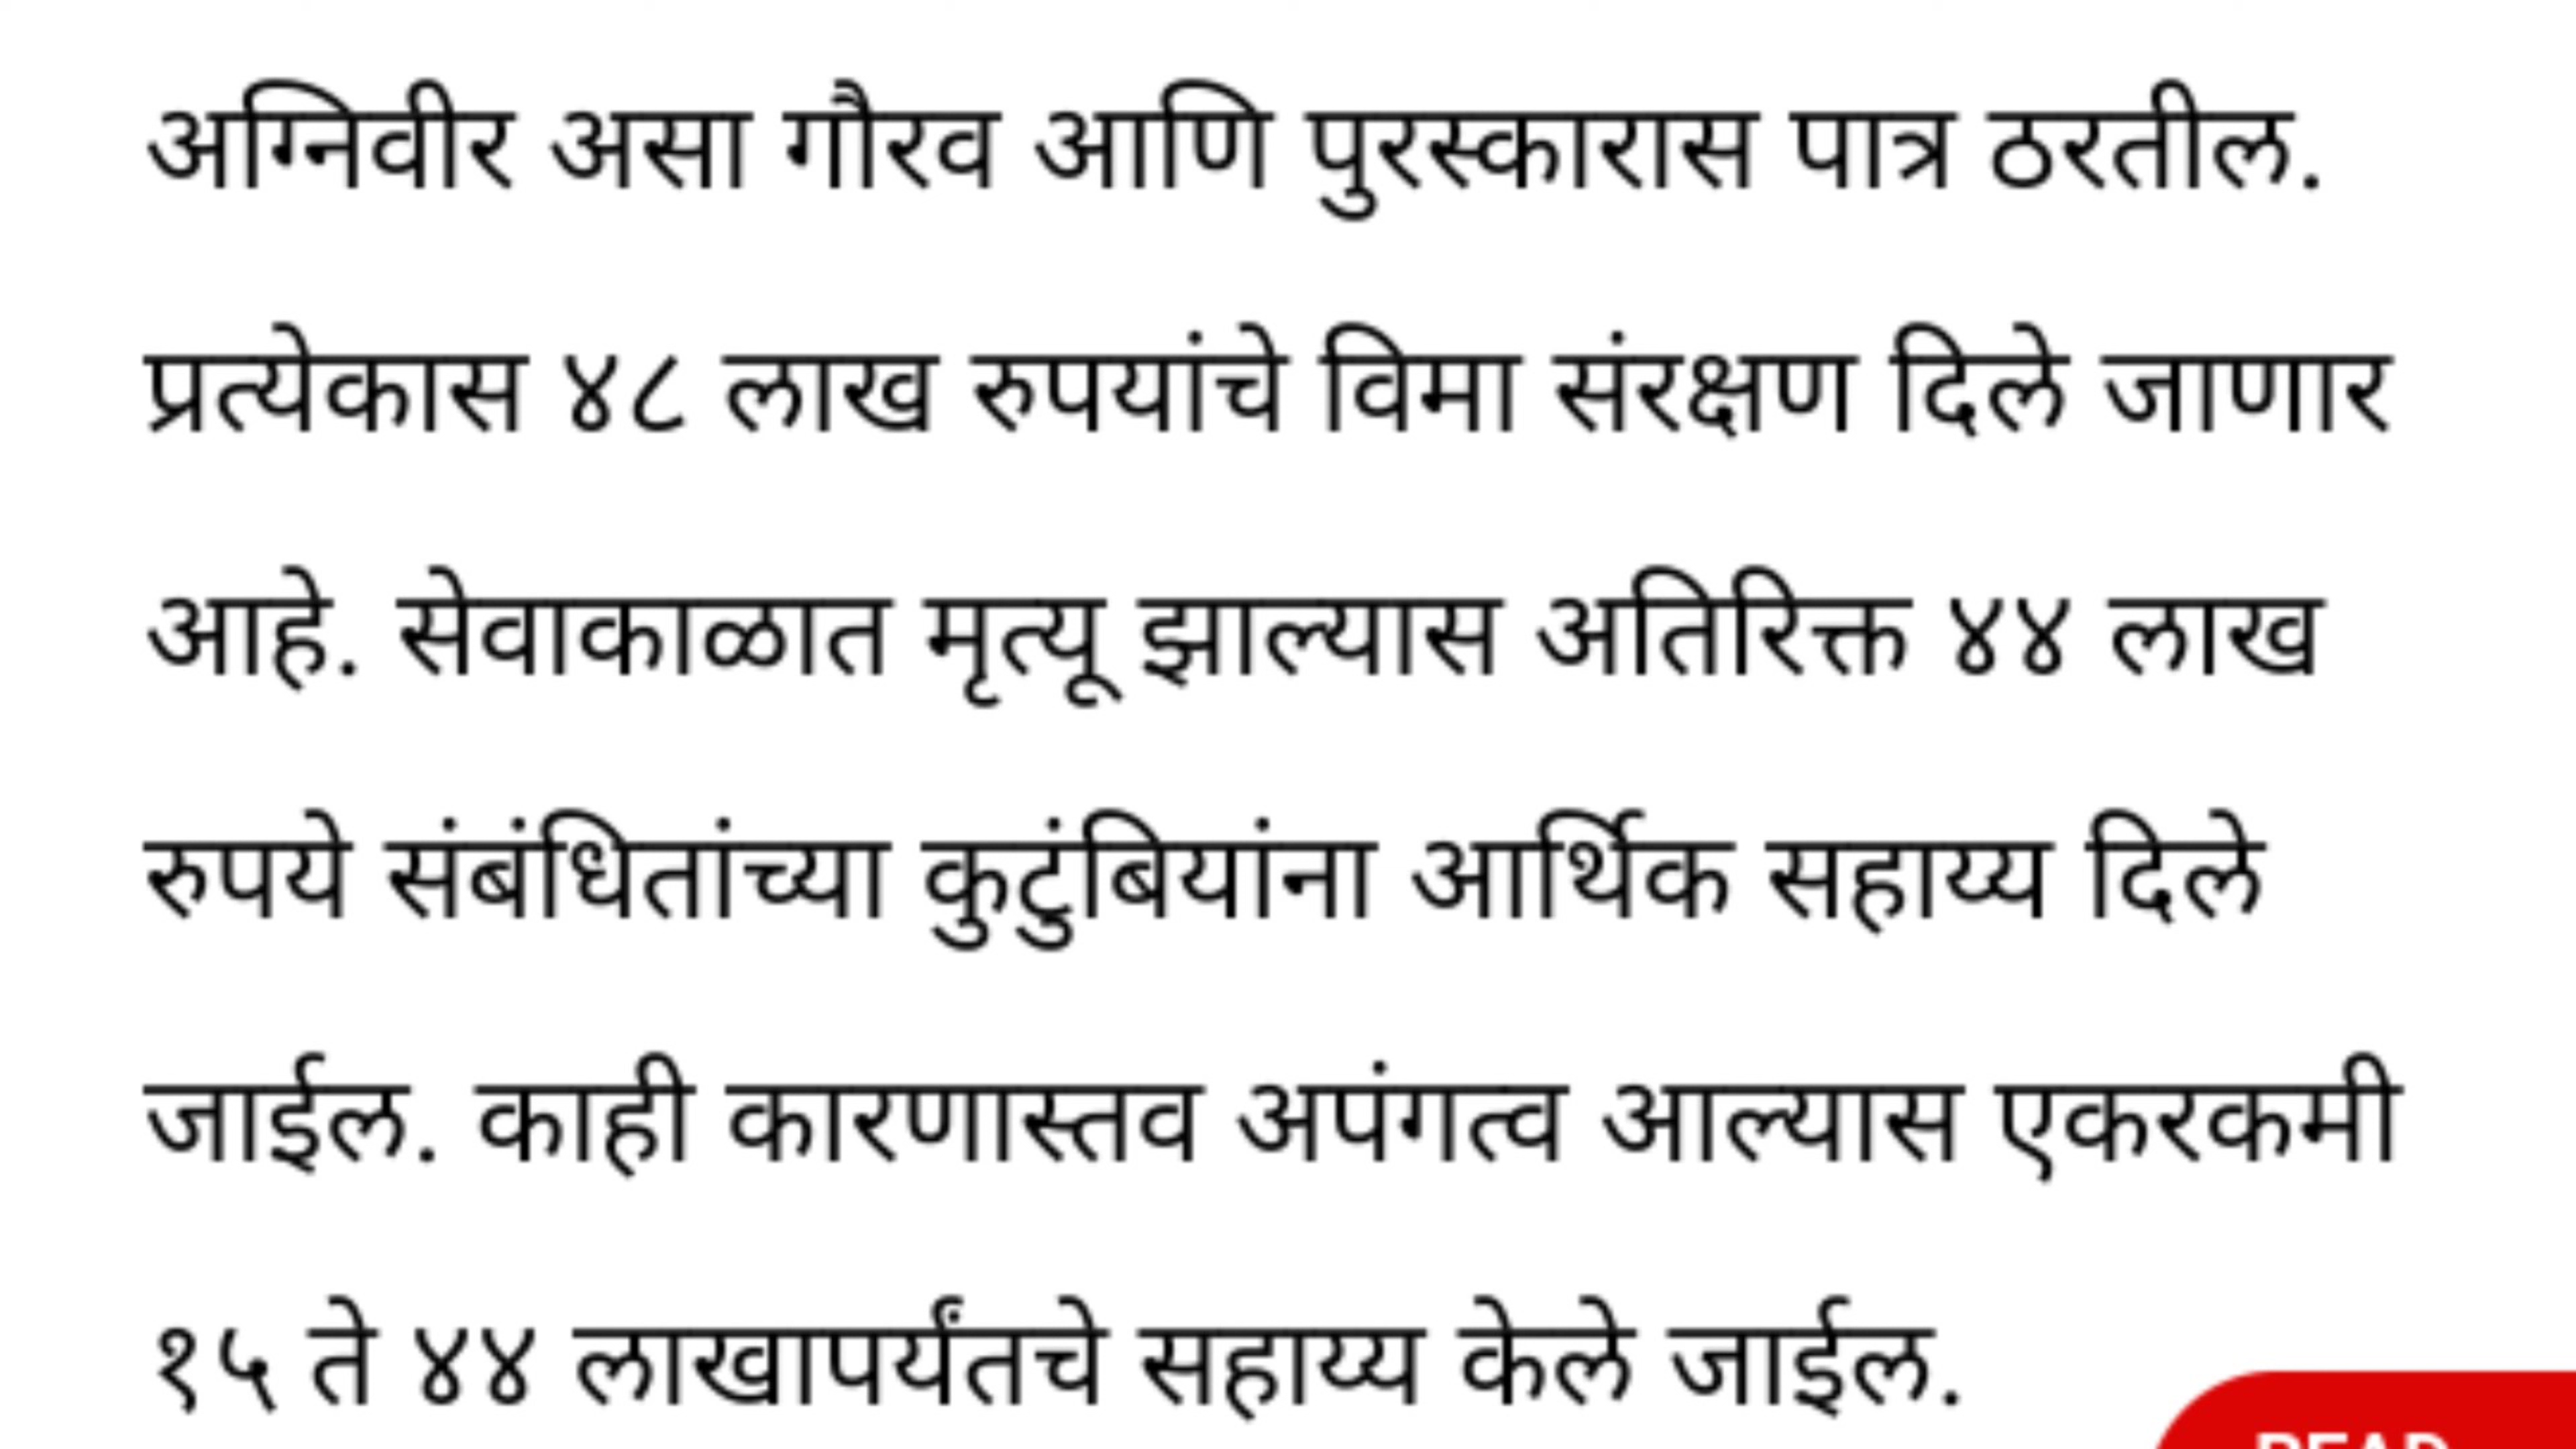 अग्निवीर असा गौरव आणि पुरस्कारास पात्र ठरतील.
प्रत्येकास ४८ लाख रुपयांचे विमा संरक्षण दिले जाणार
आहे. सेवाकाळात मृत्यू झाल्यास अतिरिक्त ४४ लाख
रुपये संबंधितांच्या कुटुंबियांना आर्थिक सहाय्य दिले
जाईल. काही कारणास्तव अपंगत्व आल्यास एकरकमी
१५ ते ४४ लाखापर्यंतचे सहाय्य केले जाईल.
READ